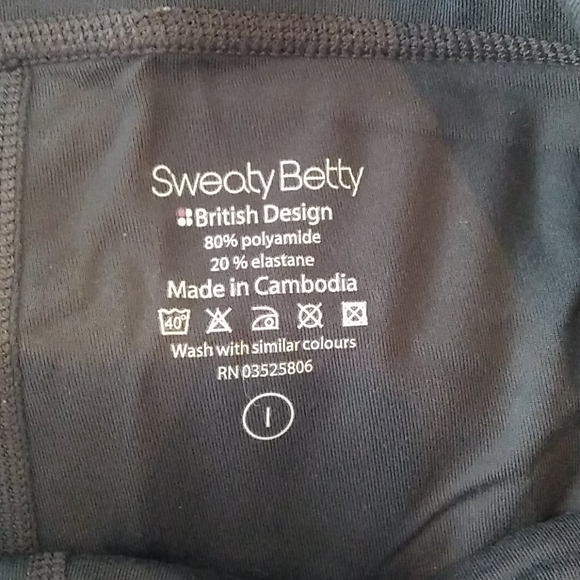 Sweaty Betty
British Design
80% polyamide
20 % elastane
Made in Cambodia
40°
Wash with similar colours
RN 03525806
I